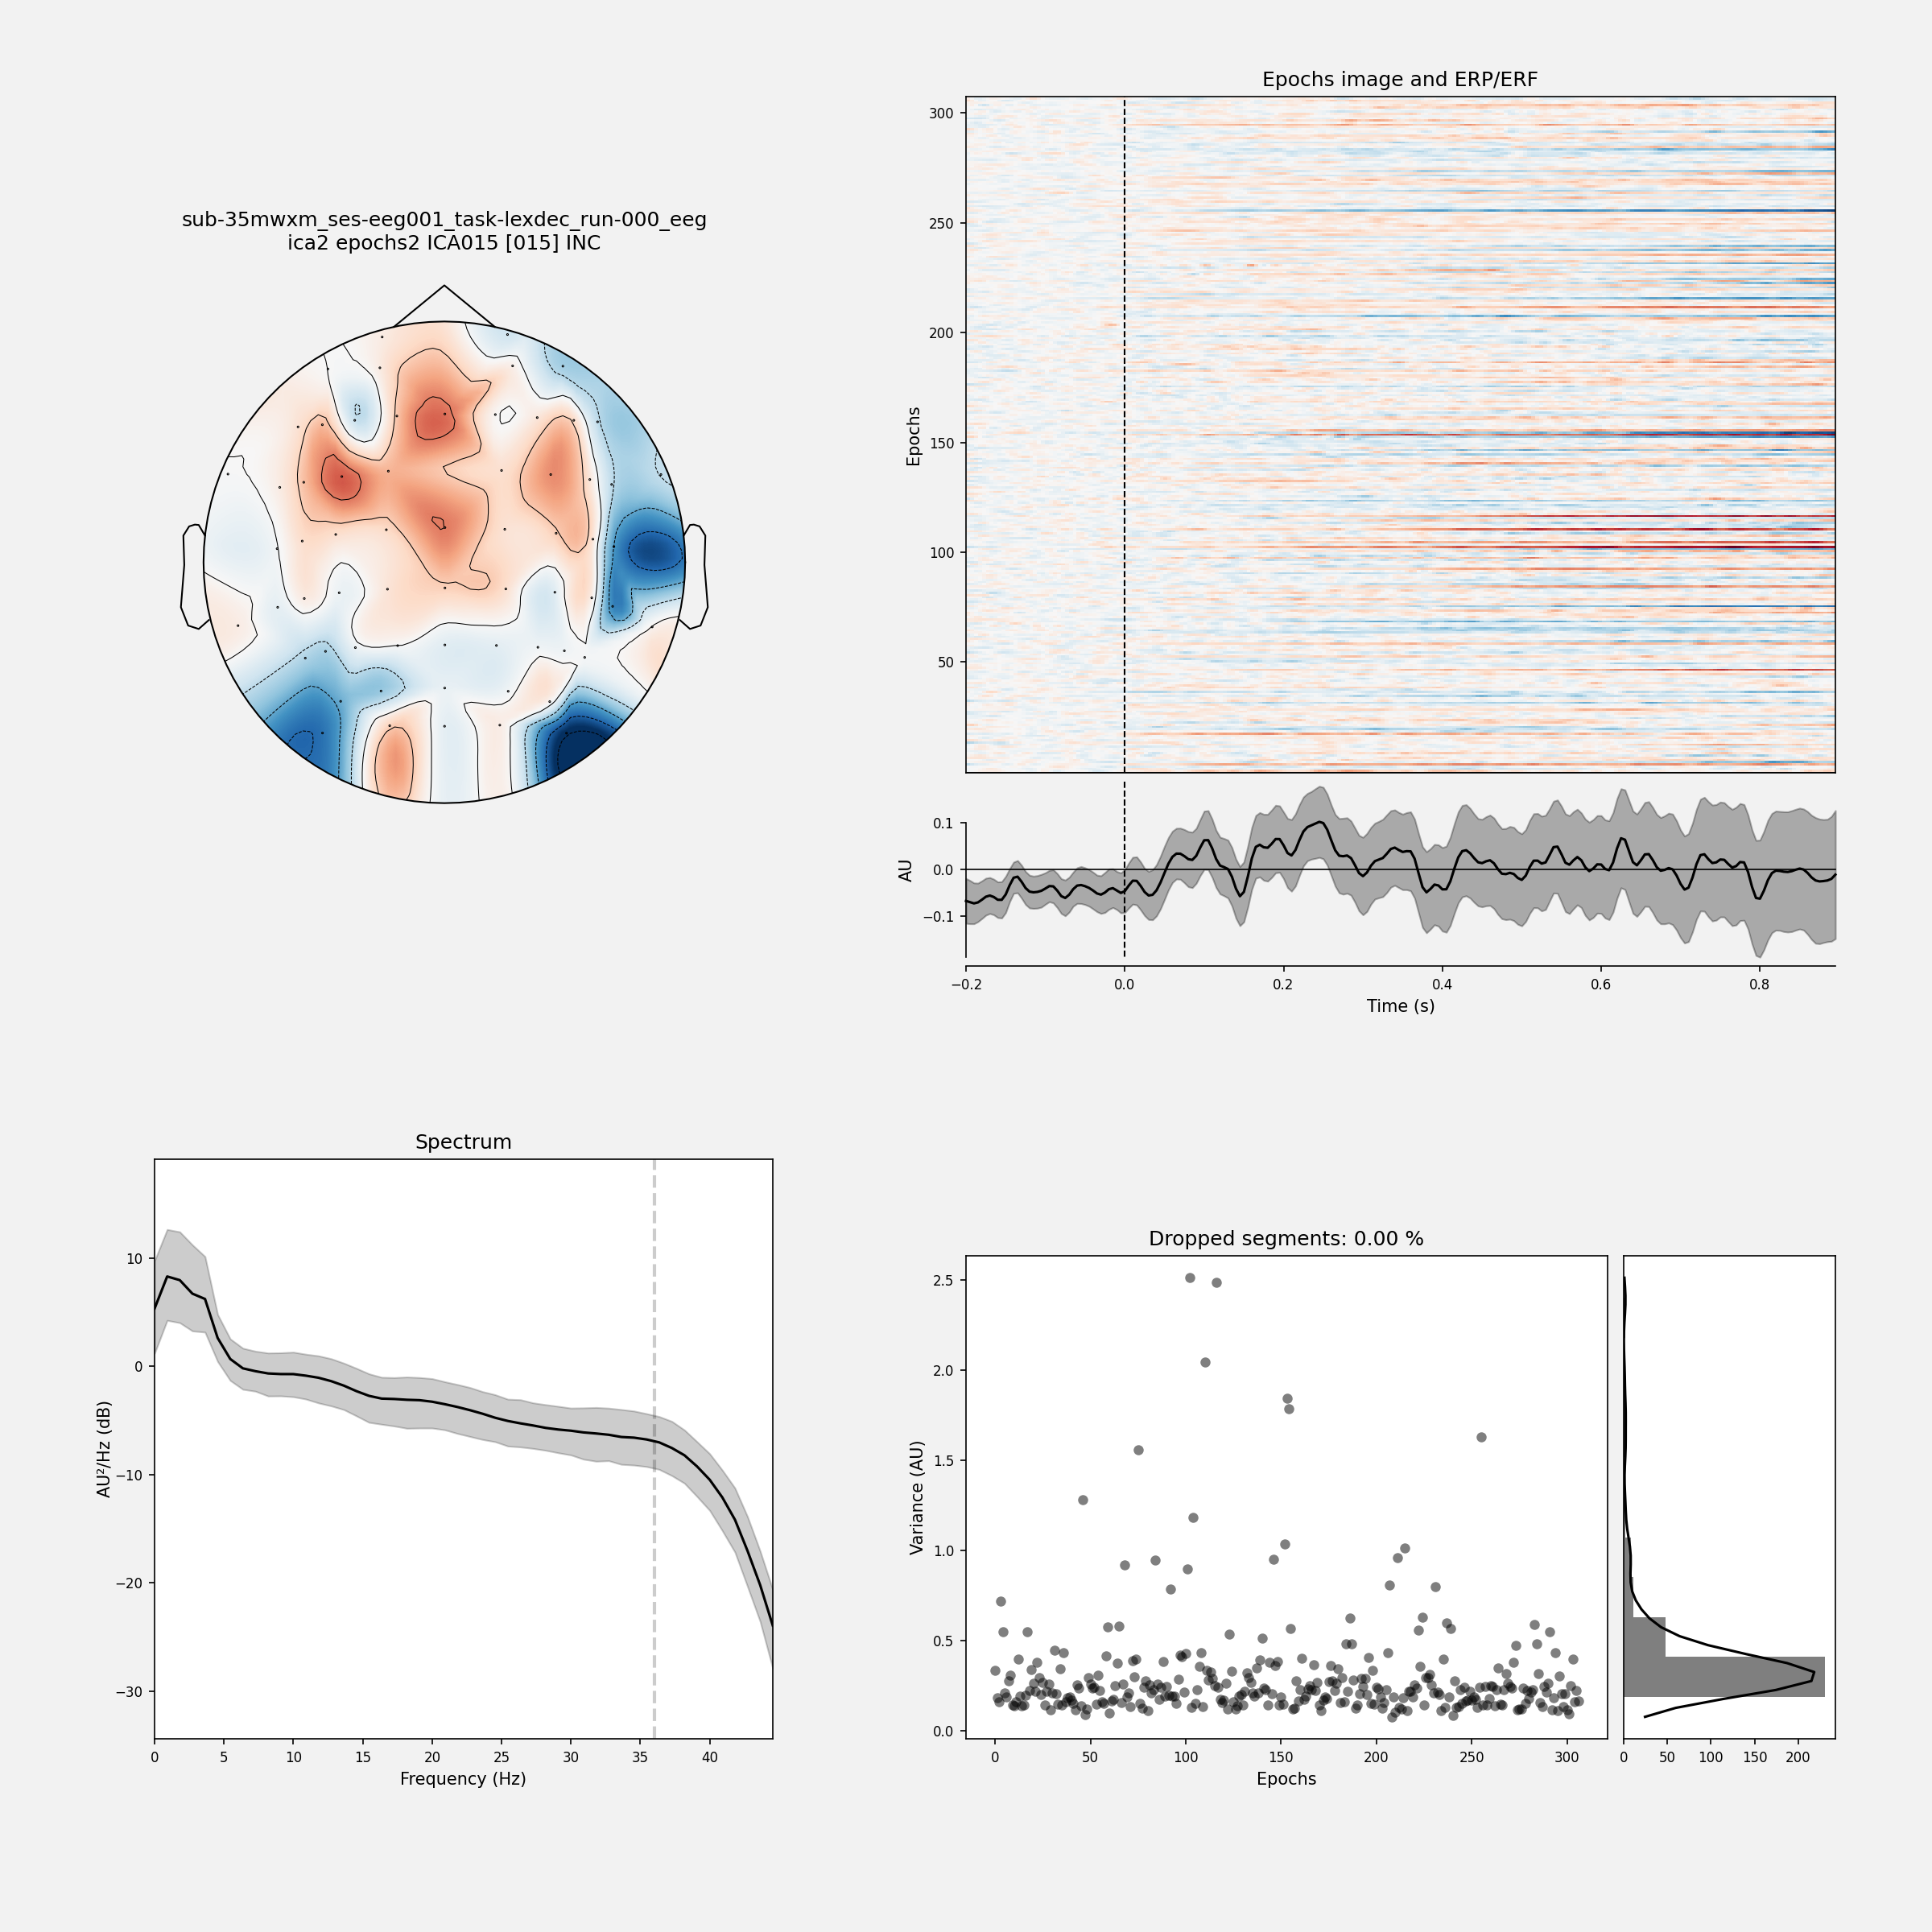 sub-35mwxm_ses-eeg001_task-lexdec_run-000_eeg
ica2 epochs2 ICA015 [015] INC
Epochs image and ERP/ERF
300
250
200
150
100
50
Epochs
0.1
0.0
−0.1
AU
−0.2 0.0 0.2 0.4 0.6 0.8
Time (s)
Spectrum
10
0
−10
−20
−30
AU²/Hz (dB)
0 5 10 15 20 25 30 35 40
Frequency (Hz)
Dropped segments: 0.00 %
2.5
2.0
1.5
1.0
0.5
0.0
Variance (AU)
0 50 100 150 200 250 300
Epochs
0 50 100 150 200